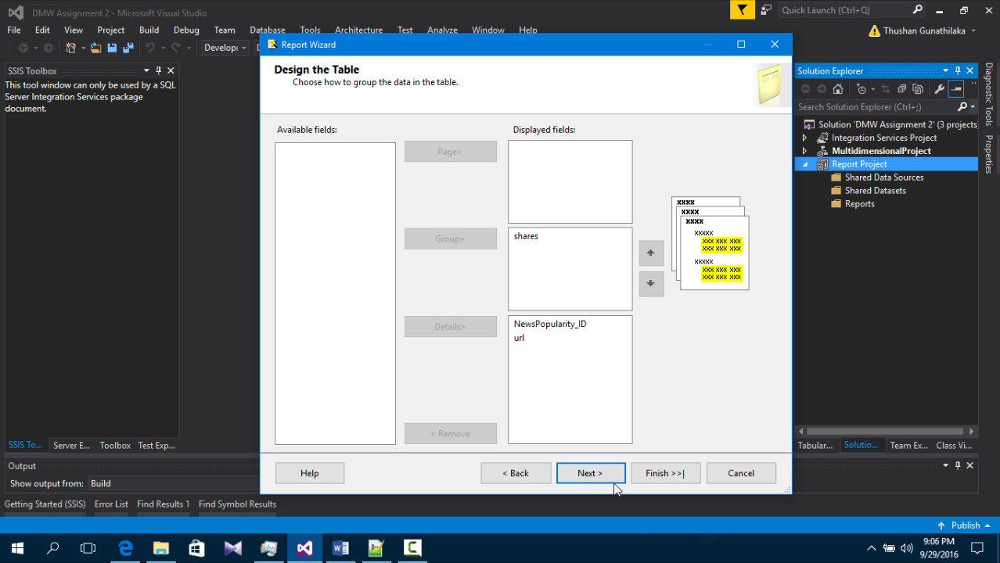 DMW Assignment 2 - Microsoft Visual Studio
Quick Launch (Ctrl+Q)
File Edit View Project Build Debug Team Database Tools Architecture Test Analyze Window Help
Thushan Gunathilaka
Developi
SSIS Toolbox
This tool window can only be used by a SQL
Server Integration Services package
document.
Report Wizard
Design the Table
Choose how to group the data in the table.
Available fields:
Displayed fields:
Page>
Group>
shares
Details>
NewsPopularity_ID
url
< Remove
xxxx
xxxx
xxxx
xxxxx
xxx xxx xxx
xxx xxx xxx
xxxxx
xxx xxx xxx
xxx xxx xxx
Help
< Back
Next >
Finish >>|
Cancel
Solution Explorer
Search Solution Explorer (Ctrl+;)
Solution 'DMW Assignment 2' (3 projects)
Integration Services Project
MultidimensionalProject
Report Project
Shared Data Sources
Shared Datasets
Reports
Diagnostic Tools
Properties
SSIS To... Server E... Toolbox Test Exp...
Tabular... Solutio... Team Ex... Class Vi...
Output
Show output from: Build
Getting Started (SSIS) Error List Find Results 1 Find Symbol Results
Publish
9:06 PM
9/29/2016